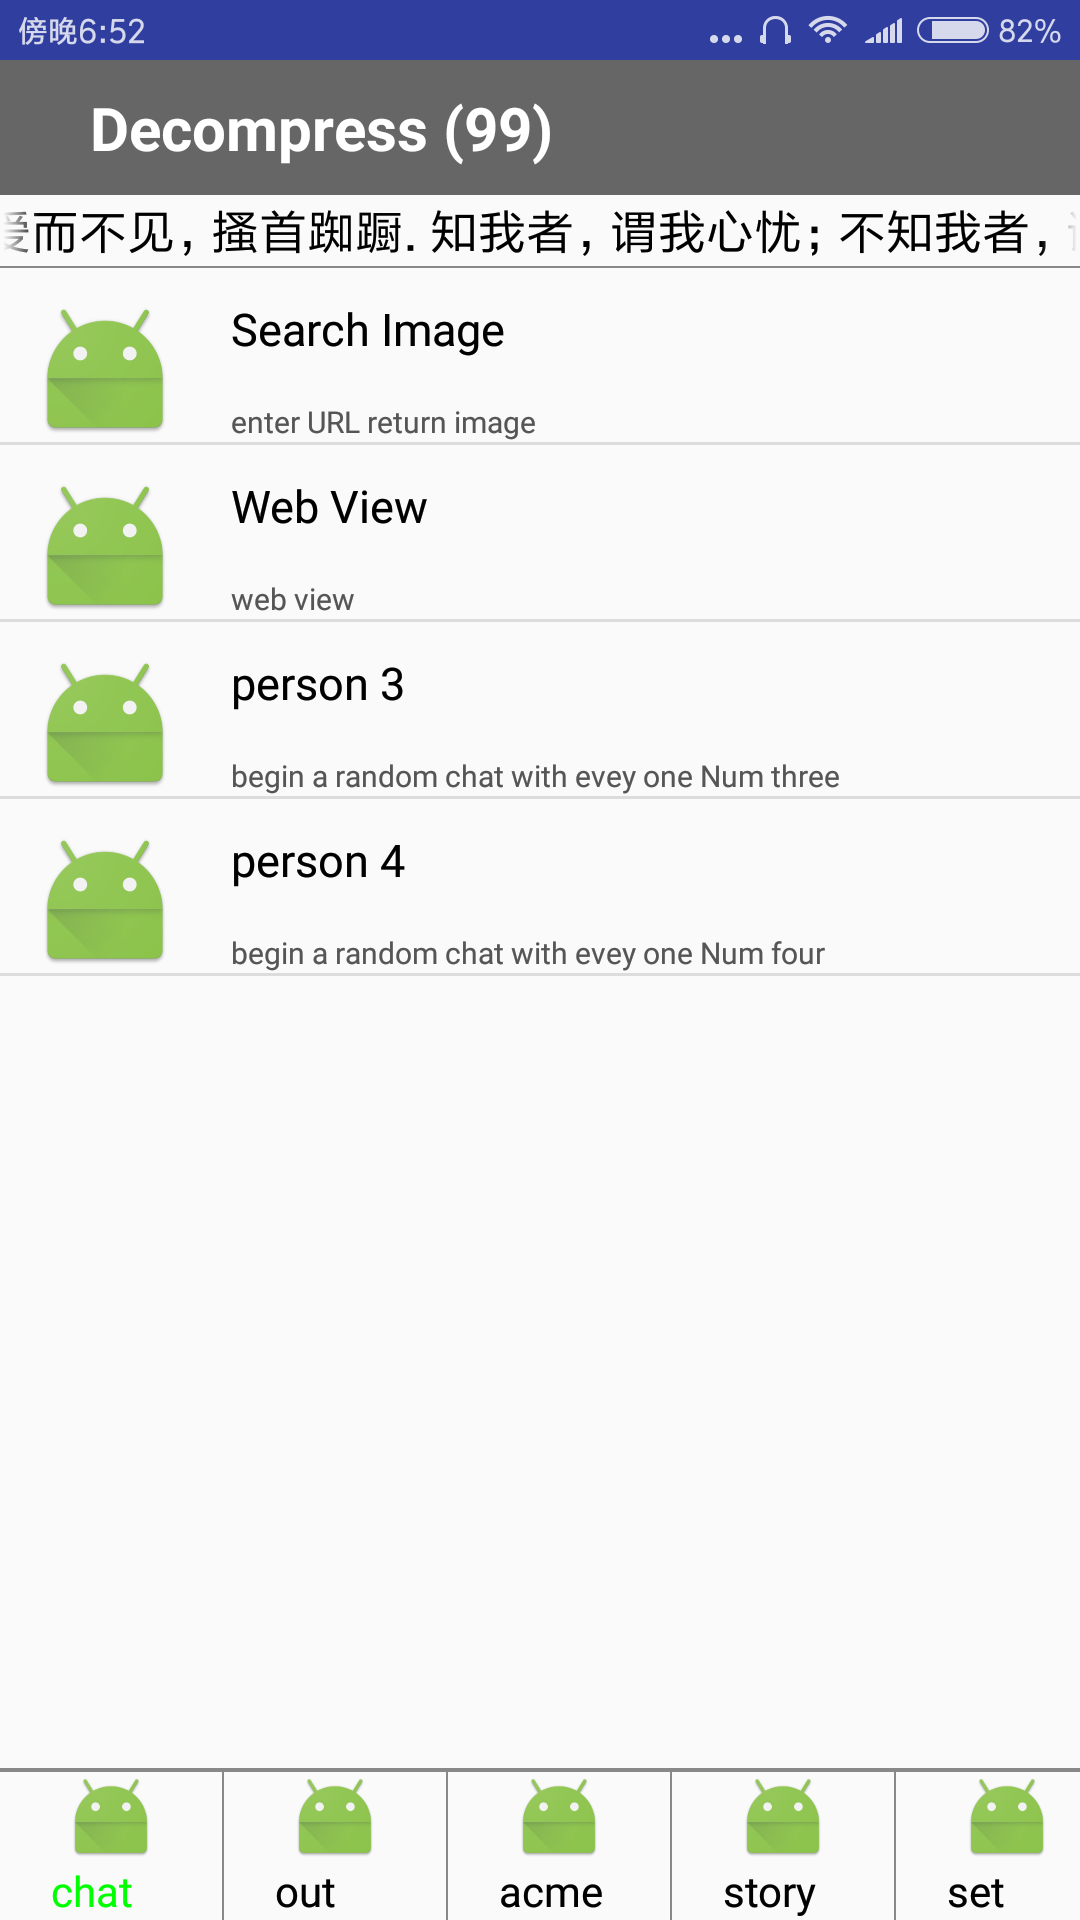 傍晚6:52
82%
Decompress (99)
爱而不见, 搔首踟蹰. 知我者, 谓我心忧; 不知我者,
Search Image
enter URL return image
Web View
web view
person 3
begin a random chat with evey one Num three
person 4
begin a random chat with evey one Num four
chat
out
acme
story
set